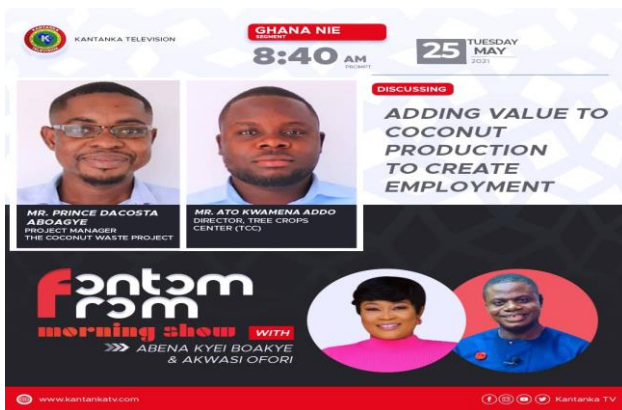 KANTANKA TELEVISION
GHANA NIE
SEGMENT
8:40 AM
PROMPT
25 TUESDAY
MAY
2021
DISCUSSING
ADDING VALUE TO
COCONUT
PRODUCTION
TO CREATE
EMPLOYMENT
MR. PRINCE DACOSTA
ABOAGYE
PROJECT MANAGER
THE COCONUT WASTE PROJECT
MR. ATO KWAMENA ADDO
DIRECTOR, TREE CROPS
CENTER (TCC)
Fontom
from
morning show WITH
ABENA KYEI BOAKYE
& AKWASI OFORI
www.kantankatv.com
Kantanka TV